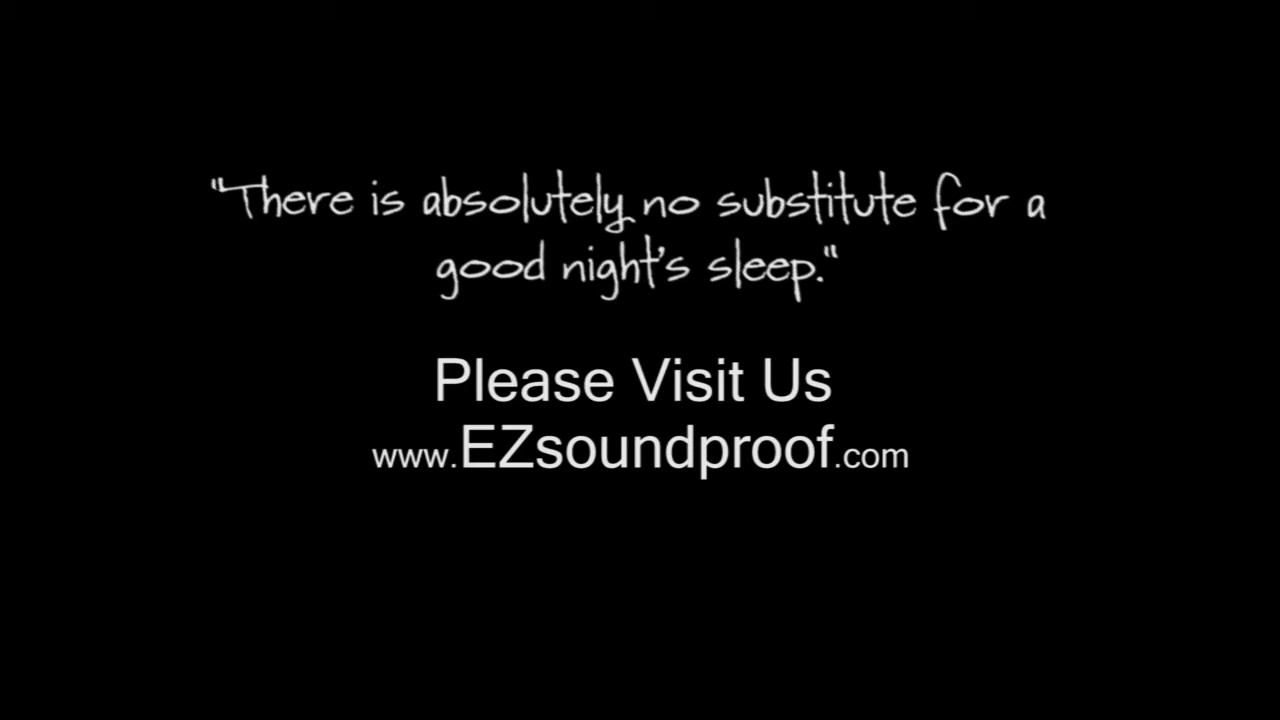 "There is absolutely no substitute for a
good night's sleep."
Please Visit Us
www.EZsoundproof.com